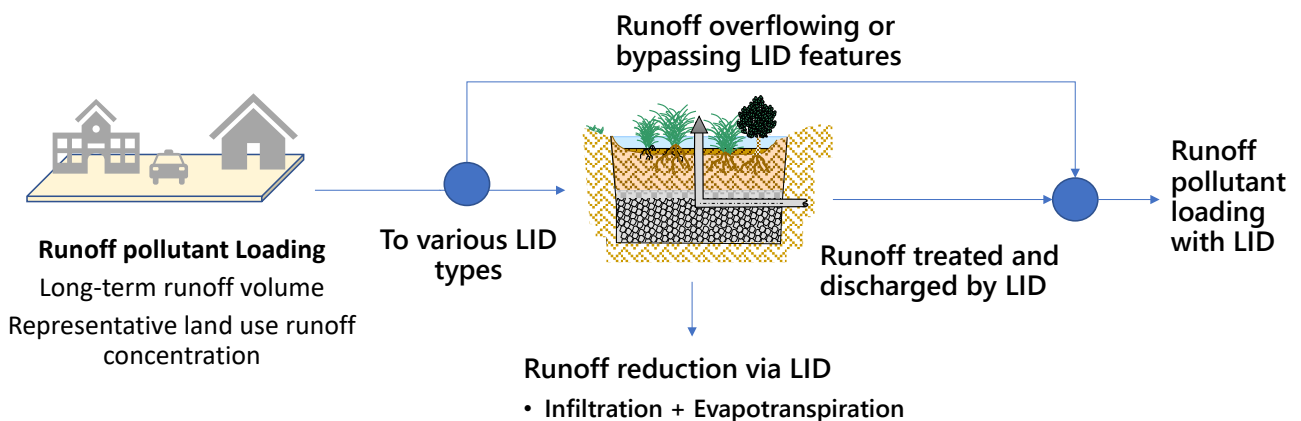 Runoff overflowing or
bypassing LID features
Runoff pollutant Loading
Long-term runoff volume
Representative land use runoff
concentration
To various LID
types
Runoff treated and
discharged by LID
Runoff
pollutant
loading
with LID
Runoff reduction via LID
• Infiltration + Evapotranspiration